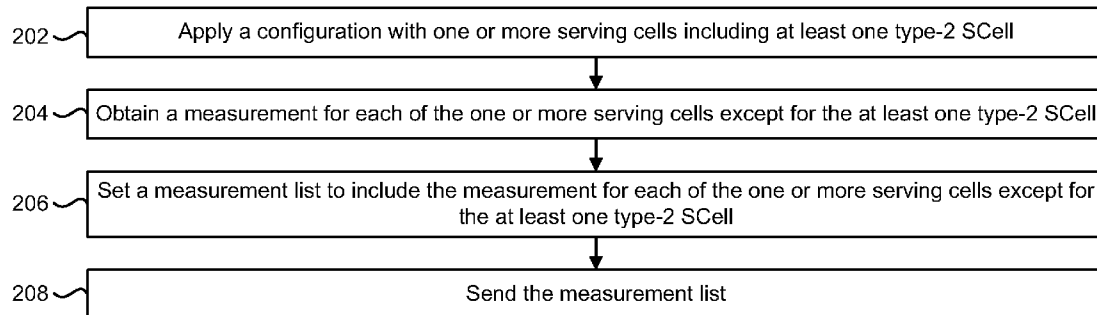 202
Apply a configuration with one or more serving cells including at least one type-2 SCell
204
Obtain a measurement for each of the one or more serving cells except for the at least one type-2 SCell
206
Set a measurement list to include the measurement for each of the one or more serving cells except for
the at least one type-2 SCell
208
Send the measurement list